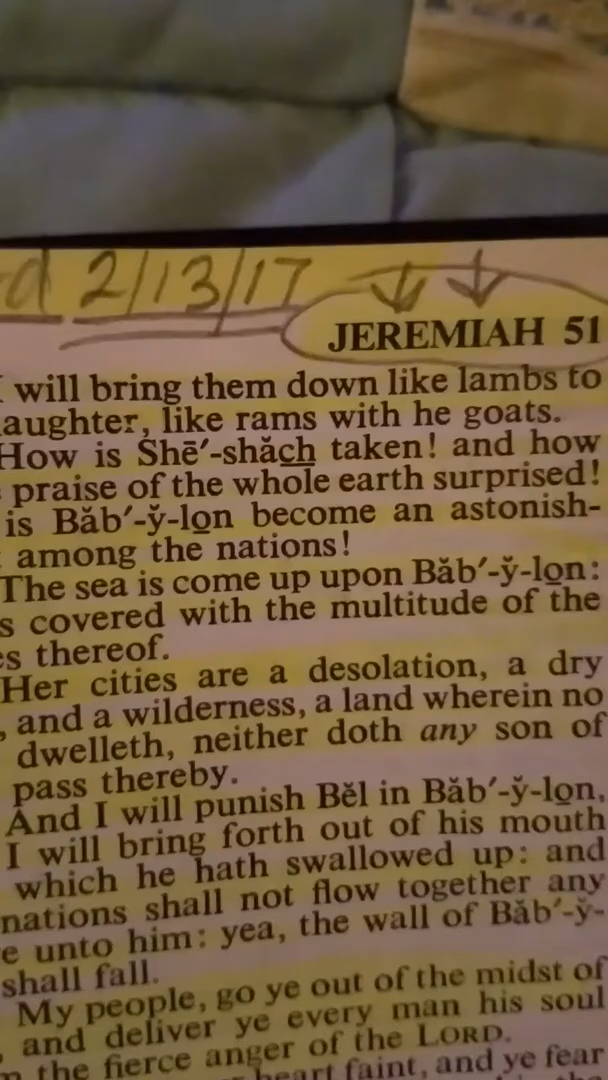 2/13/17
JEREMIAH 51
will bring them down like lambs to
aughter, like rams with he goats.
How is Shē′-shăc̱ẖ taken! and how
praise of the whole earth surprised!
is Băb′-y̆-lo̱n become an astonish-
among the nations!
The sea is come up upon Băb′-y̆-lo̱n:
s covered with the multitude of the
es thereof.
Her cities are a desolation, a dry
, and a wilderness, a land wherein no
dwelleth, neither doth any son of
pass thereby.
And I will punish Bĕl in Băb′-y̆-lo̱n,
I will bring forth out of his mouth
which he hath swallowed up: and
nations shall not flow together any
e unto him: yea, the wall of Băb′-y̆-
shall fall.
My people, go ye out of the midst of
, and deliver ye every man his soul
m the fierce anger of the LORD.
heart faint, and ye fear